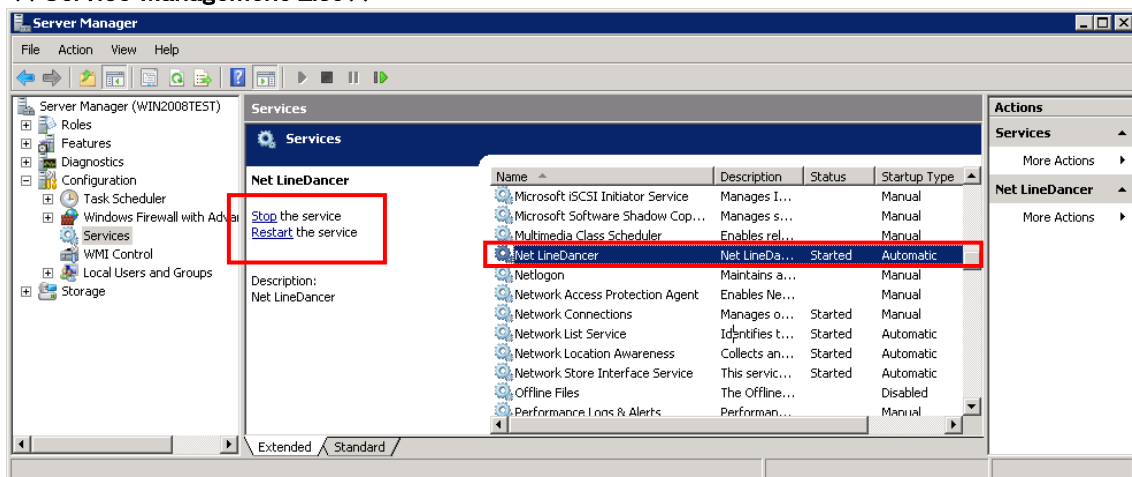 Server Manager
File Action View Help
Server Manager (WIN2008TEST)
Roles
Features
Diagnostics
Configuration
Task Scheduler
Windows Firewall with Advar
Services
WMI Control
Local Users and Groups
Storage
Services
Services
Net LineDancer
Stop the service
Restart the service
Description:
Net LineDancer
Name Description Status Startup Type
Microsoft iSCSI Initiator Service Manages I... Manual
Microsoft Software Shadow Cop... Manages s... Manual
Multimedia Class Scheduler Enables rel... Manual
Net LineDancer Net LineDa... Started Automatic
Netlogon Maintains a... Manual
Network Access Protection Agent Enables Ne... Manual
Network Connections Manages o... Started Manual
Network List Service Identifies t... Started Automatic
Network Location Awareness Collects an... Started Automatic
Network Store Interface Service This servic... Started Automatic
Offline Files The Offline... Disabled
Performance Logs & Alerts Performan... Manual
Extended Standard
Actions
Services
More Actions
Net LineDancer
More Actions